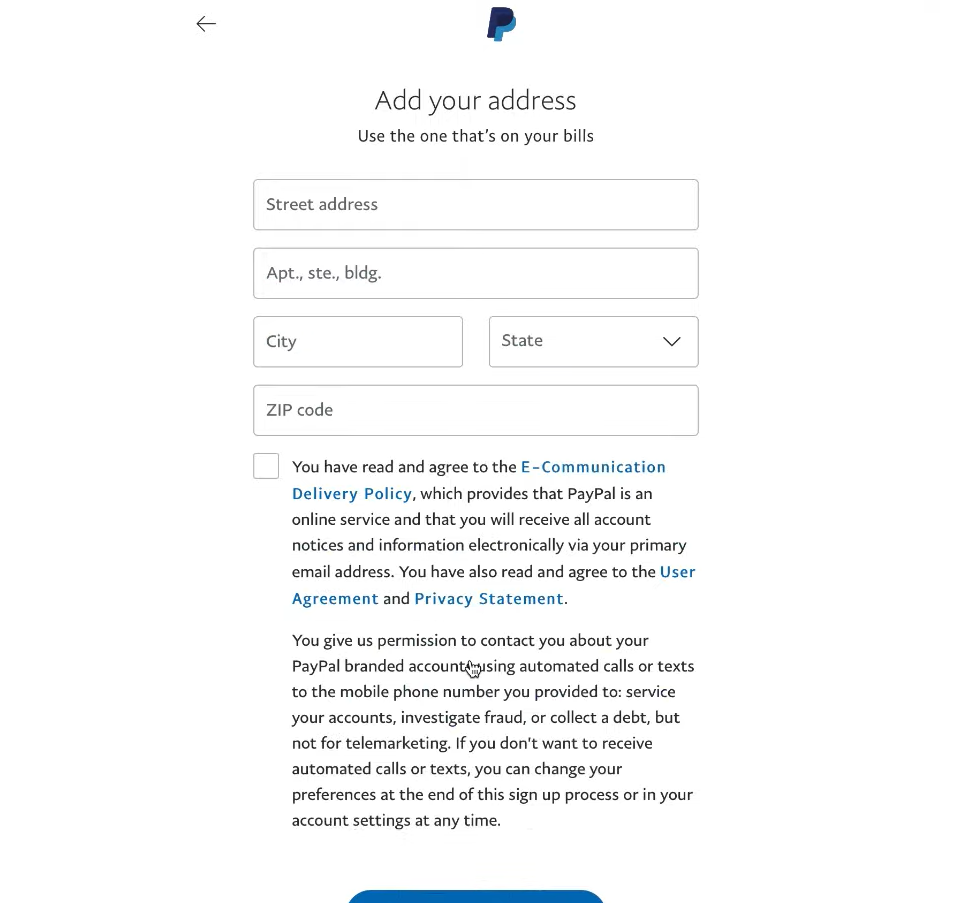 Add your address
Use the one that's on your bills
Street address
Apt., ste., bldg.
City
State
ZIP code
You have read and agree to the E-Communication
Delivery Policy, which provides that PayPal is an
online service and that you will receive all account
notices and information electronically via your primary
email address. You have also read and agree to the User
Agreement and Privacy Statement.
You give us permission to contact you about your
PayPal branded accounts using automated calls or texts
to the mobile phone number you provided to: service
your accounts, investigate fraud, or collect a debt, but
not for telemarketing. If you don't want to receive
automated calls or texts, you can change your
preferences at the end of this sign up process or in your
account settings at any time.